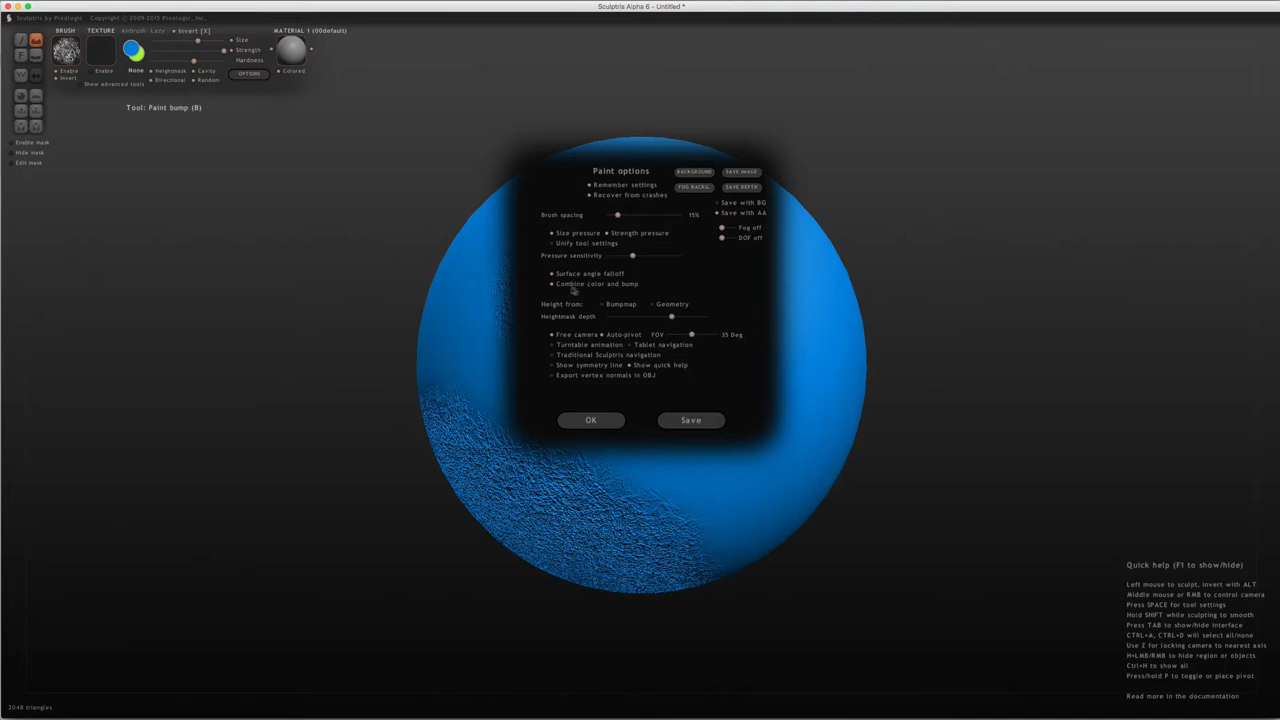 Sculptris Alpha 6 - Untitled *
Sculptris by Pixologic, Copyright © 2009-2015 Pixologic, Inc.
BRUSH TEXTURE Airbrush Lazy Invert [X] MATERIAL 1 (00default)
Size
Strength
Hardness
Enable Enable None Heightmask Cavity OPTIONS Colored
Invert Directional Random
Show advanced tools
Tool: Paint bump (B)
Enable mask
Hide mask
Edit mask
Paint options BACKGROUND SAVE IMAGE
Remember settings FOG BACKG. SAVE DEPTH
Recover from crashes
Save with BG
Brush spacing 15% Save with AA
Fog off
Size pressure Strength pressure DOF off
Unify tool settings
Pressure sensitivity
Surface angle falloff
Combine color and bump
Height from: Bumpmap Geometry
Heightmask depth
Free camera Auto-pivot FOV 35 Deg
Turntable animation Tablet navigation
Traditional Sculptris navigation
Show symmetry line Show quick help
Export vertex normals in OBJ
OK Save
Quick help (F1 to show/hide)
Left mouse to sculpt, invert with ALT
Middle mouse or RMB to control camera
Press SPACE for tool settings
Hold SHIFT while sculpting to smooth
Press TAB to show/hide interface
CTRL+A, CTRL+D will select all/none
Use Z for locking camera to nearest axis
H+LMB/RMB to hide region or objects
Ctrl+H to show all
Press/hold P to toggle or place pivot
Read more in the documentation
2048 triangles